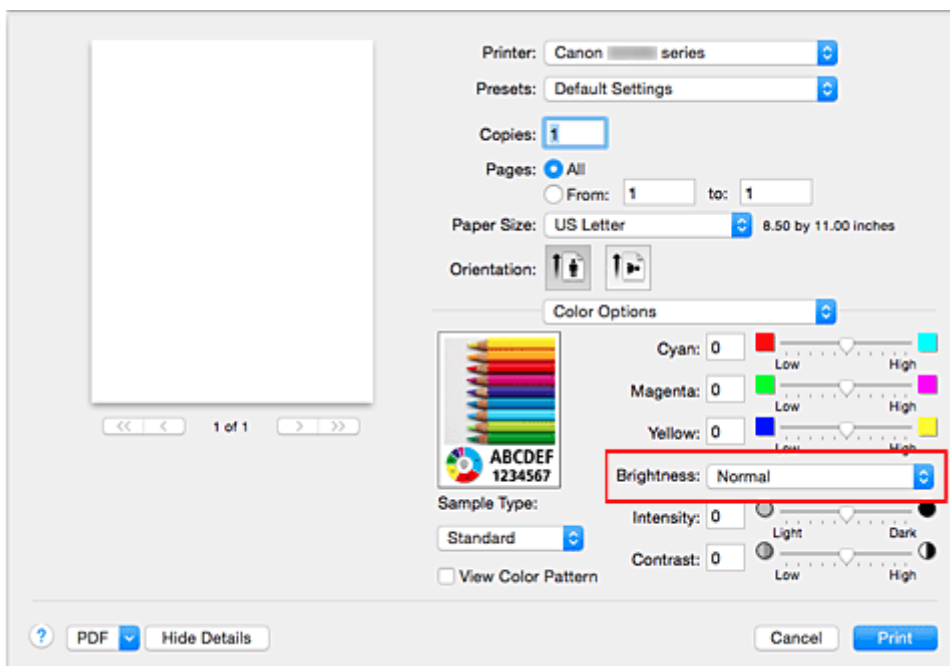 Printer: Canon series
Presets: Default Settings
Copies: 1
Pages: All
From: 1 to: 1
Paper Size: US Letter 8.50 by 11.00 inches
Orientation:
Color Options
Cyan: 0
Low High
Magenta: 0
Low High
Yellow: 0
Low High
Brightness: Normal
Intensity: 0
Light Dark
Contrast: 0
Low High
ABCDEF
1234567
Sample Type:
Standard
View Color Pattern
1 of 1
? PDF Hide Details Cancel Print